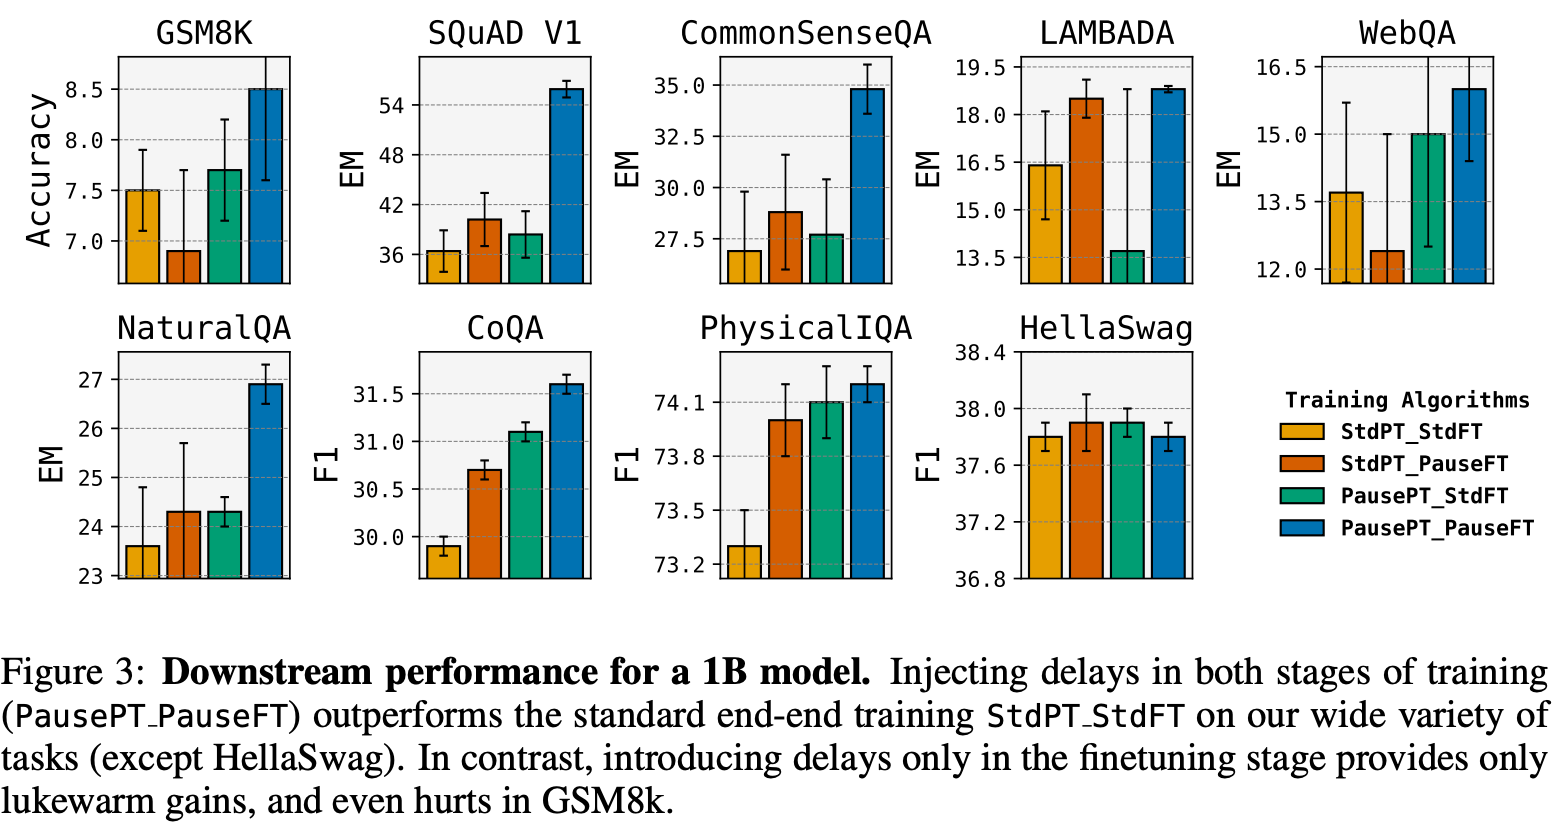 GSM8K
SQuAD V1
CommonSenseQA
LAMBADA
WebQA
Accuracy
8.5
8.0
7.5
7.0
EM
54
48
42
36
EM
35.0
32.5
30.0
27.5
EM
19.5
18.0
16.5
15.0
13.5
EM
16.5
15.0
13.5
12.0
NaturalQA
CoQA
PhysicalIQA
HellaSwag
EM
27
26
25
24
23
F1
31.5
31.0
30.5
30.0
F1
74.1
73.8
73.5
73.2
F1
38.4
38.0
37.6
37.2
36.8
Training Algorithms
StdPT_StdFT
StdPT_PauseFT
PausePT_StdFT
PausePT_PauseFT
Figure 3: Downstream performance for a 1B model. Injecting delays in both stages of training
(PausePT_PauseFT) outperforms the standard end-end training StdPT_StdFT on our wide variety of
tasks (except HellaSwag). In contrast, introducing delays only in the finetuning stage provides only
lukewarm gains, and even hurts in GSM8k.